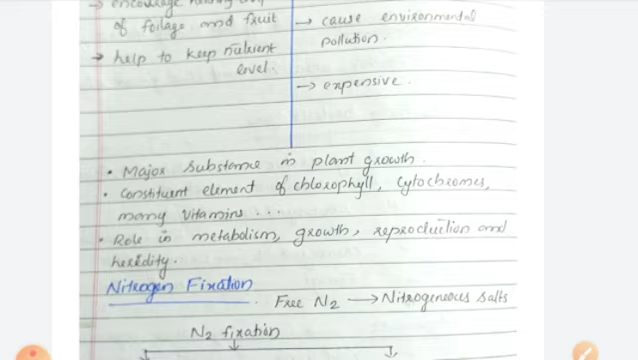 → encourage
of foliage and fruit
→ help to keep nutrient
level.
→ cause environmental
pollution.
→ expensive.
• Major substance in plant growth.
• Constituent element of chlorophyll, Cytochromes,
many vitamins ...
• Role in metabolism, growth, reproduction and
heridity.
Nitrogen Fixation
. Free N2 → Nitrogeneous salts
N2 fixation